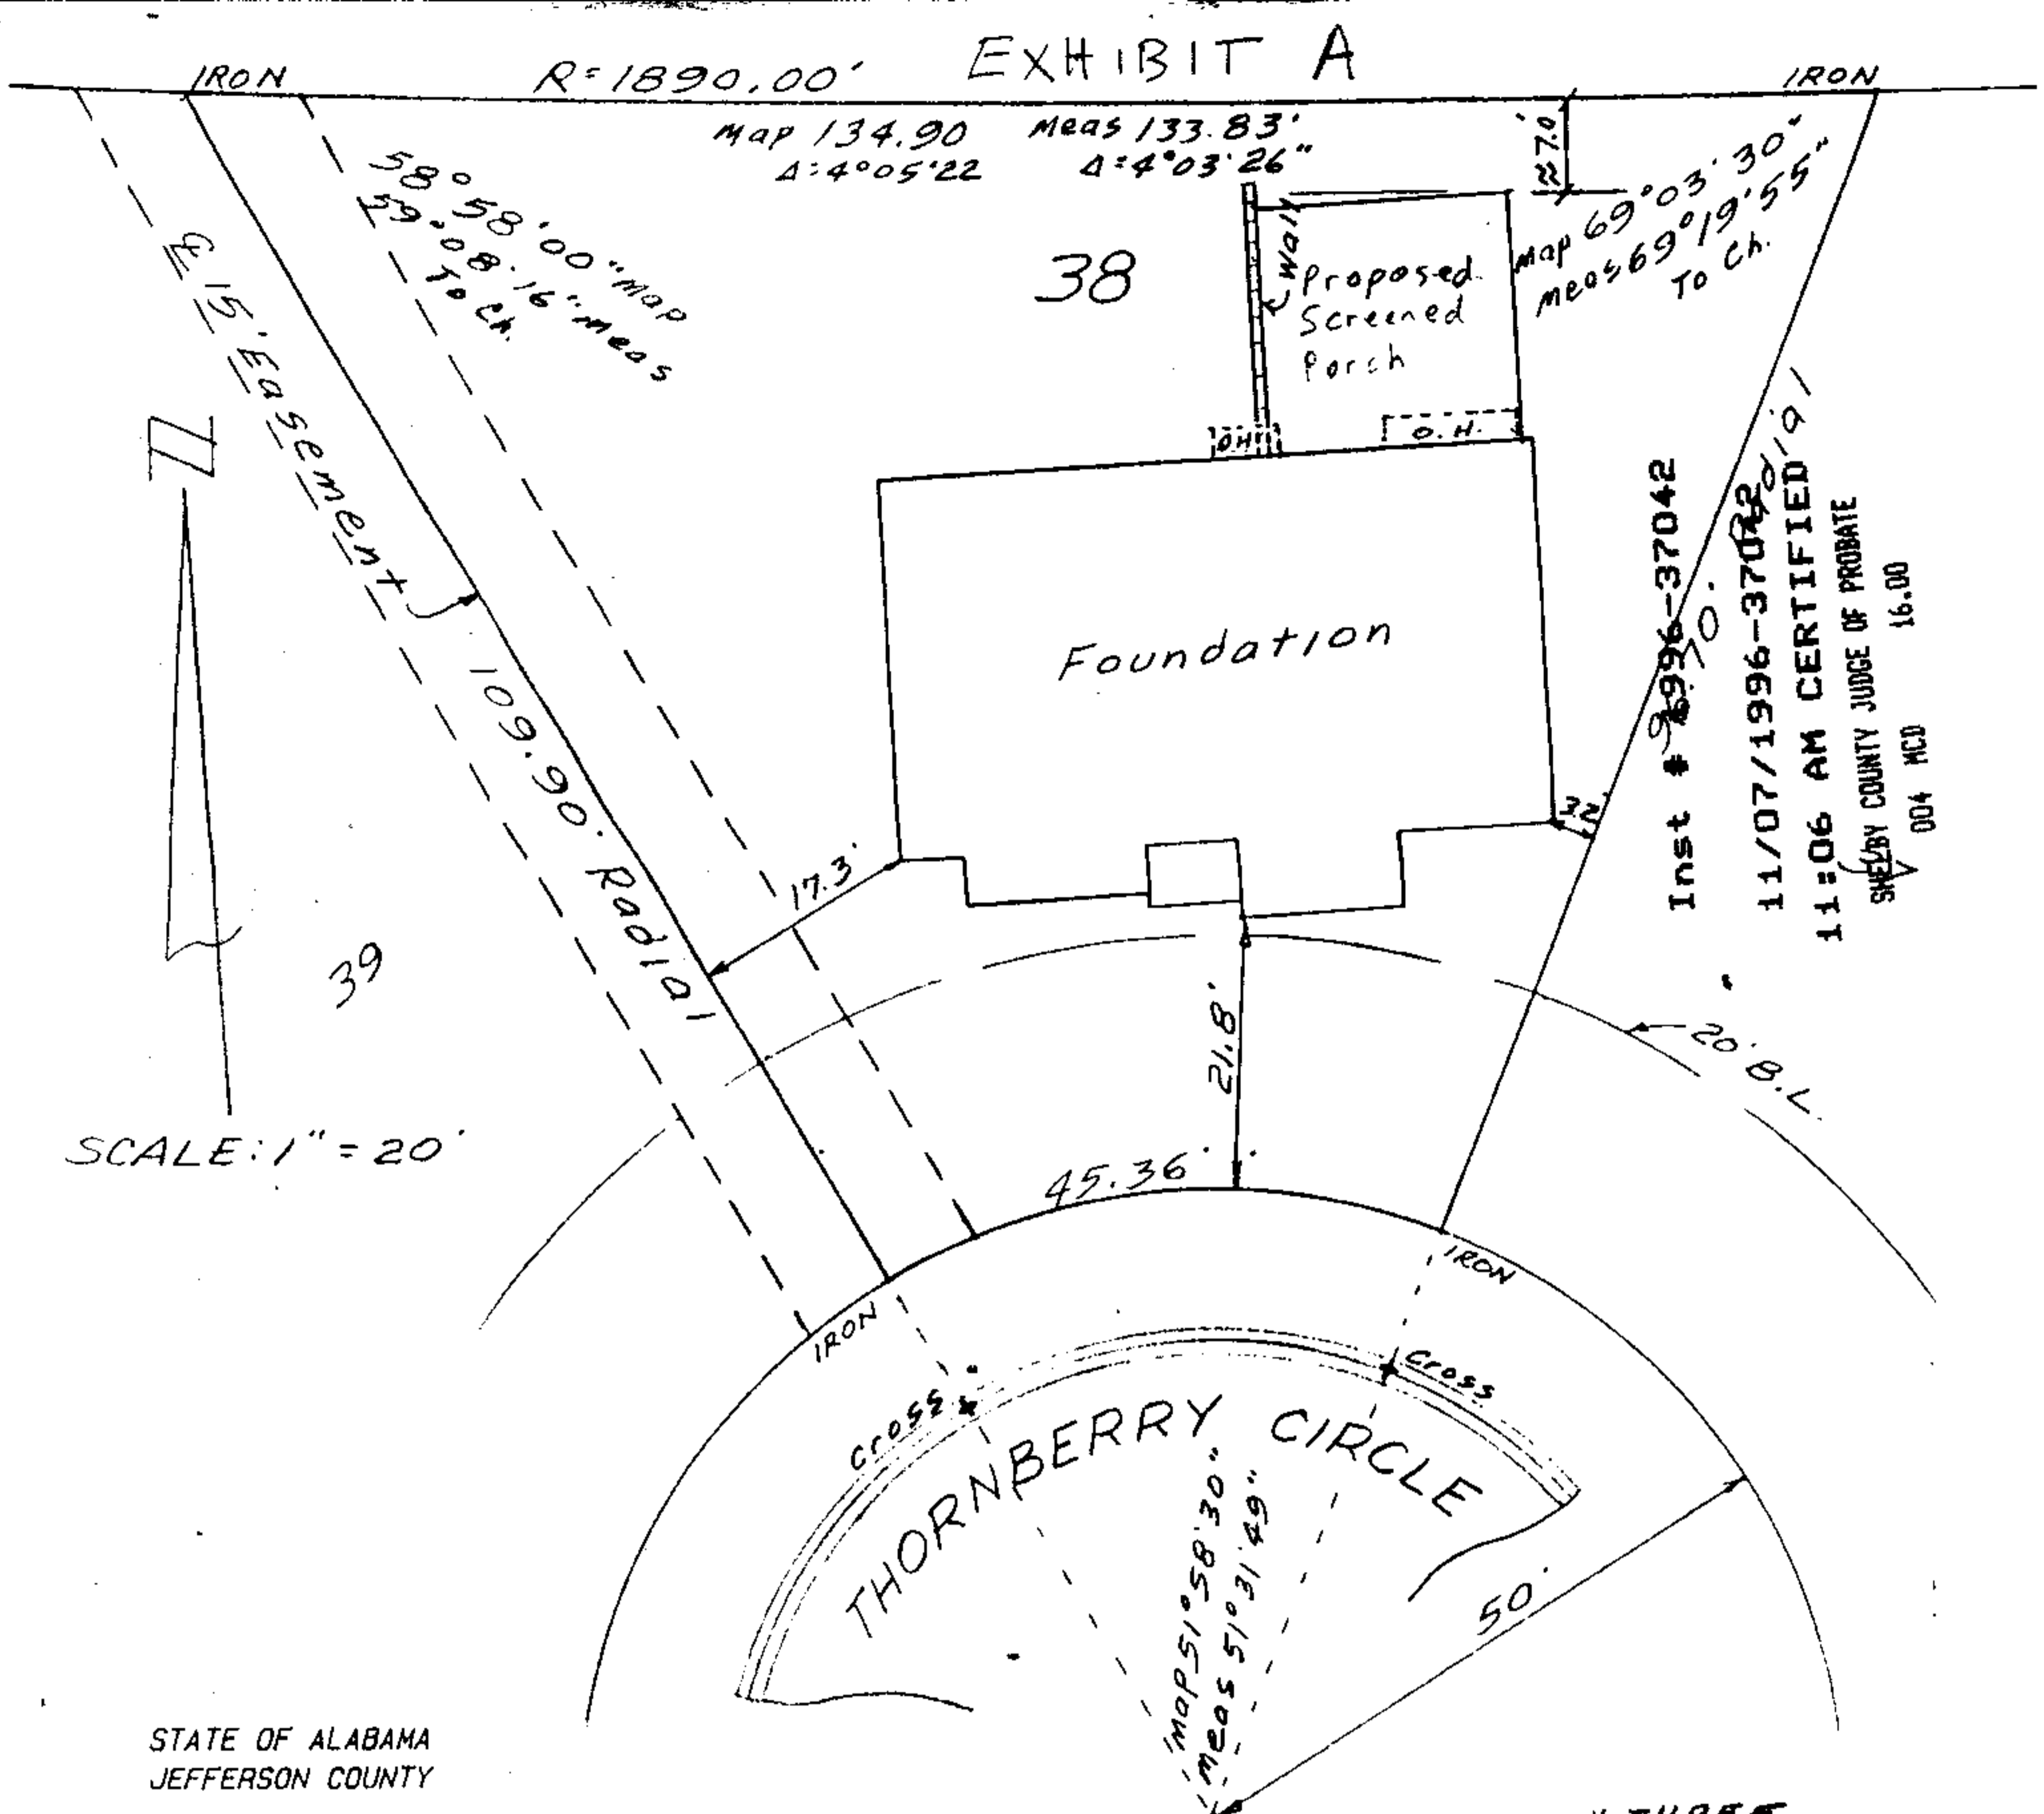 EXHIBIT A
IRON
R=1890.00'
IRON
Map 134.90 Meas 133.83'
Δ=4°05'22 Δ=4°03'26"
≈7.0'
58°58'00" Map
59°08'16" Meas
To Ch.
Map 69°03'30"
Meas 69°19'55"
To Ch.
38
℄ Wall
Proposed
Screened
Porch
OH
O.H.
℄ 15' Easement
Foundation
Inst # 1996-37042
11/07/1996-37042
11:06 AM CERTIFIED
SHELBY COUNTY JUDGE OF PROBATE
004 MCD 16.00
109.90' Radial
17.3'
3.2'
39
21.8'
20' B.L.
SCALE: 1" = 20'
45.36'
IRON
IRON
Cross
Cross
THORNBERRY CIRCLE
Map 51°58'30"
Meas 51°31'49"
50'
STATE OF ALABAMA
JEFFERSON COUNTY